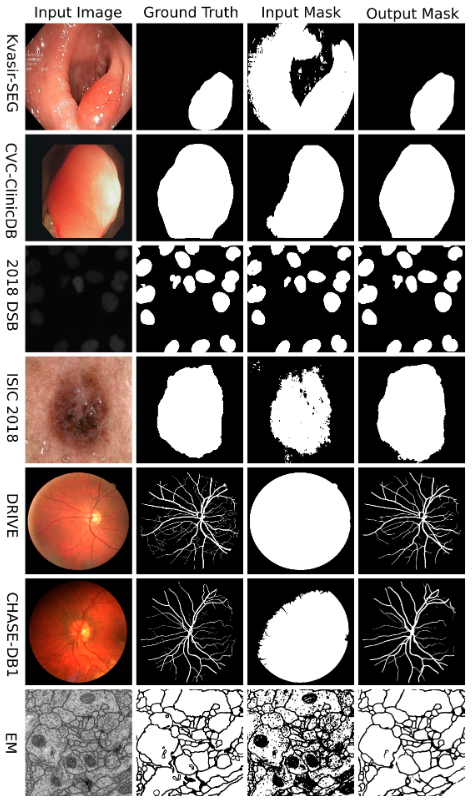 Input Image Ground Truth Input Mask Output Mask
Kvasir-SEG
CVC-ClinicDB
2018 DSB
ISIC 2018
DRIVE
CHASE-DB1
EM